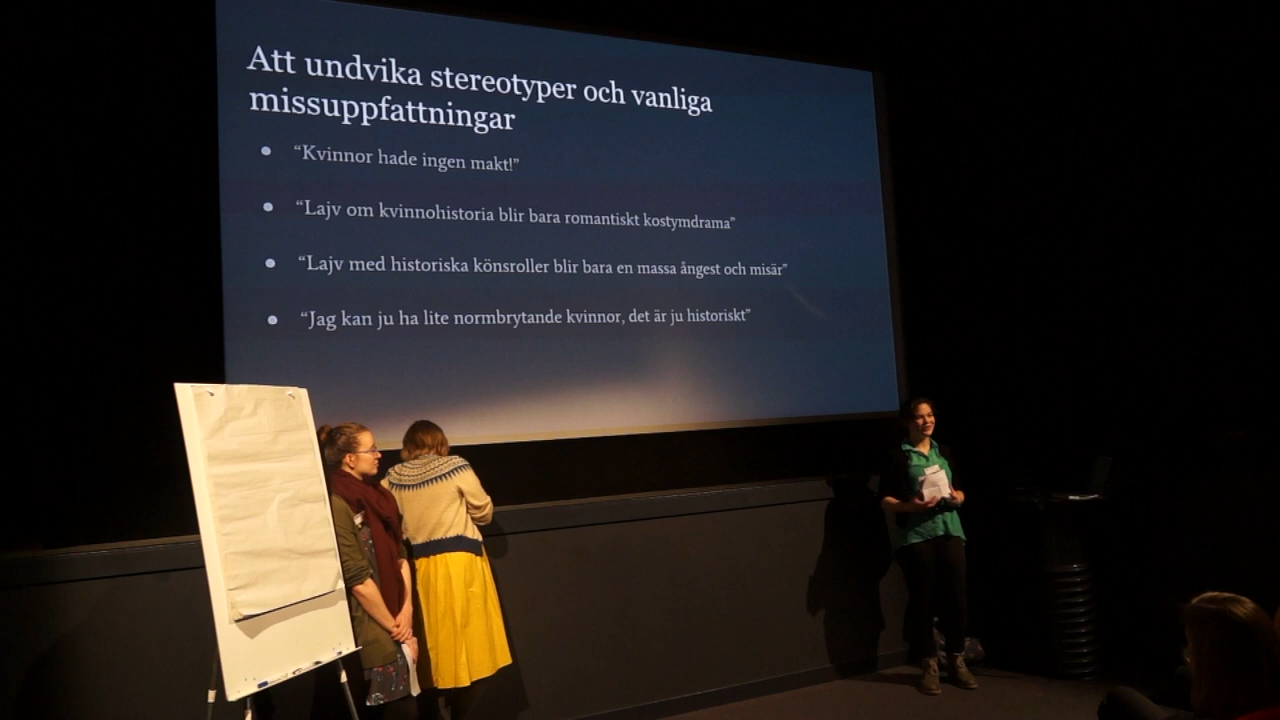 Att undvika stereotyper och vanliga
missuppfattningar
“Kvinnor hade ingen makt!”
“Lajv om kvinnohistoria blir bara romantiskt kostymdrama”
“Lajv med historiska könsroller blir bara en massa ångest och misär”
“Jag kan ju ha lite normbrytande kvinnor, det är ju historiskt”